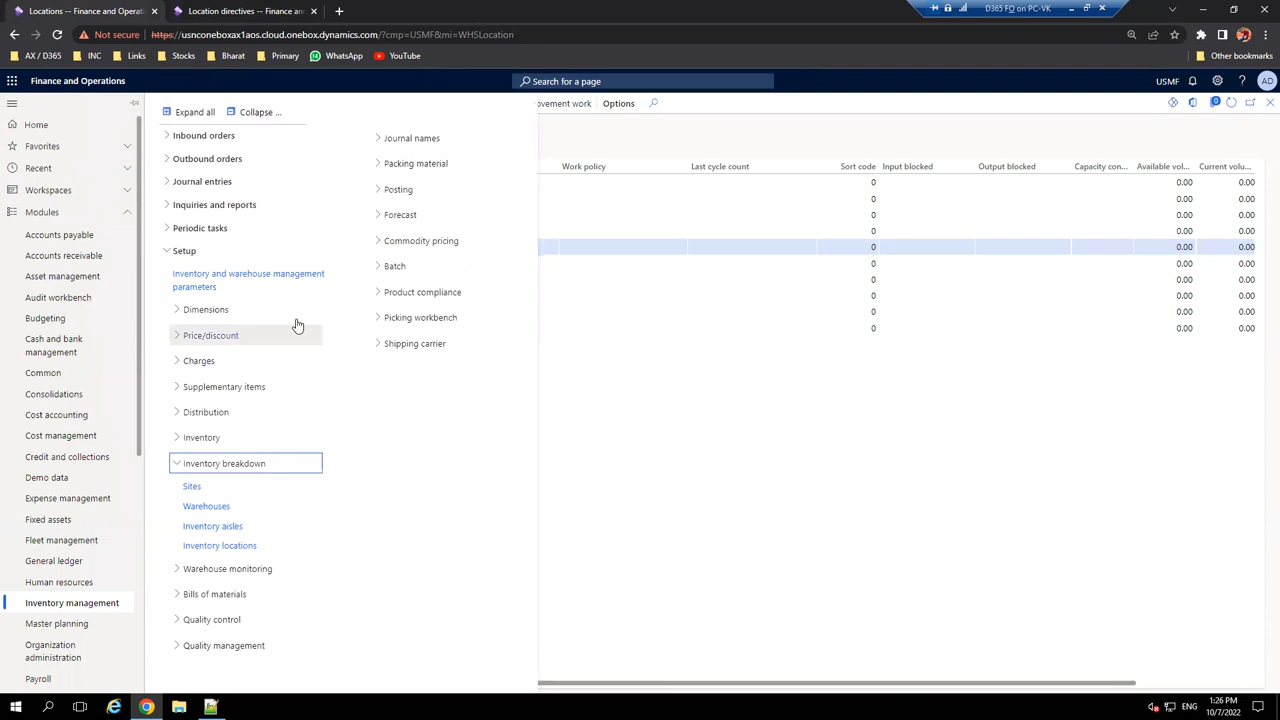 Locations -- Finance and Operations
Location directives -- Finance an
D365 FO on PC-VK
Not secure
https://usnconeboxax1aos.cloud.onebox.dynamics.com/?cmp=USMF&mi=WHSLocation
AX / D365
INC
Links
Stocks
Bharat
Primary
WhatsApp
YouTube
Other bookmarks
Finance and Operations
Search for a page
USMF
AD
Expand all
Collapse ...
ovement work
Options
0
Home
Favorites
Recent
Workspaces
Modules
Accounts payable
Accounts receivable
Asset management
Audit workbench
Budgeting
Cash and bank
management
Common
Consolidations
Cost accounting
Cost management
Credit and collections
Demo data
Expense management
Fixed assets
Fleet management
General ledger
Human resources
Inventory management
Master planning
Organization
administration
Payroll
Inbound orders
Outbound orders
Journal entries
Inquiries and reports
Periodic tasks
Setup
Inventory and warehouse management
parameters
Dimensions
Price/discount
Charges
Supplementary items
Distribution
Inventory
Inventory breakdown
Sites
Warehouses
Inventory aisles
Inventory locations
Warehouse monitoring
Bills of materials
Quality control
Quality management
Journal names
Packing material
Posting
Forecast
Commodity pricing
Batch
Product compliance
Picking workbench
Shipping carrier
Work policy Last cycle count Sort code Input blocked Output blocked Capacity con... Available vol... Current volu...
0 0.00 0.00
0 0.00 0.00
0 0.00 0.00
0 0.00 0.00
0 0.00 0.00
0 0.00 0.00
0 0.00 0.00
0 0.00 0.00
0 0.00 0.00
0 0.00 0.00
ENG
1:26 PM
10/7/2022